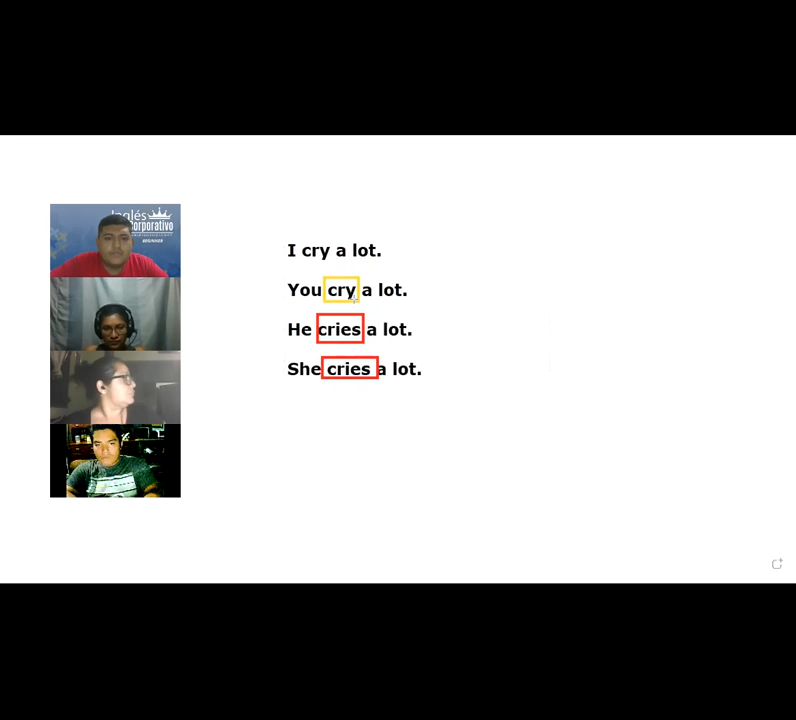 Inglés
Corporativo
BEGINNER
I cry a lot.
You cry a lot.
He cries a lot.
She cries a lot.